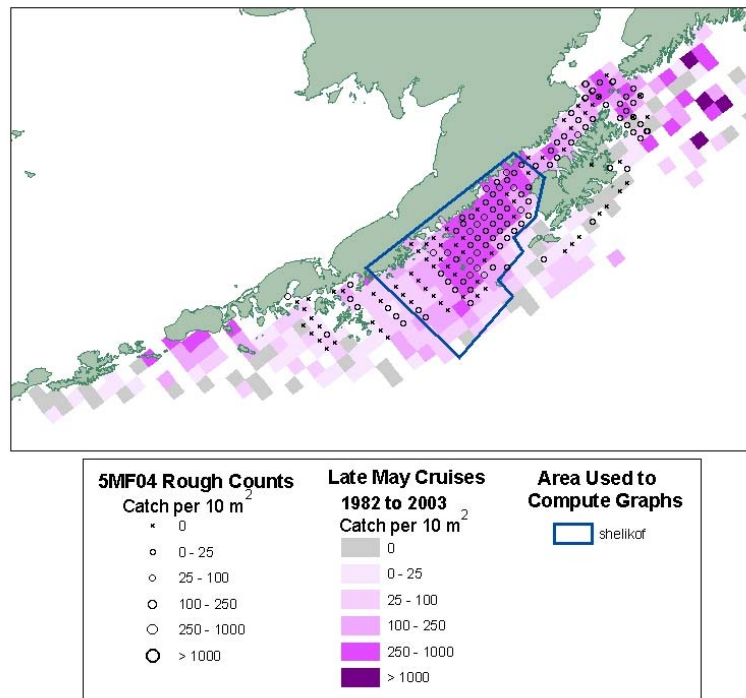 5MF04 Rough Counts
Catch per 10 m²
0
0 - 25
25 - 100
100 - 250
250 - 1000
> 1000
Late May Cruises
1982 to 2003
Catch per 10 m²
0
0 - 25
25 - 100
100 - 250
250 - 1000
> 1000
Area Used to
Compute Graphs
shelikof